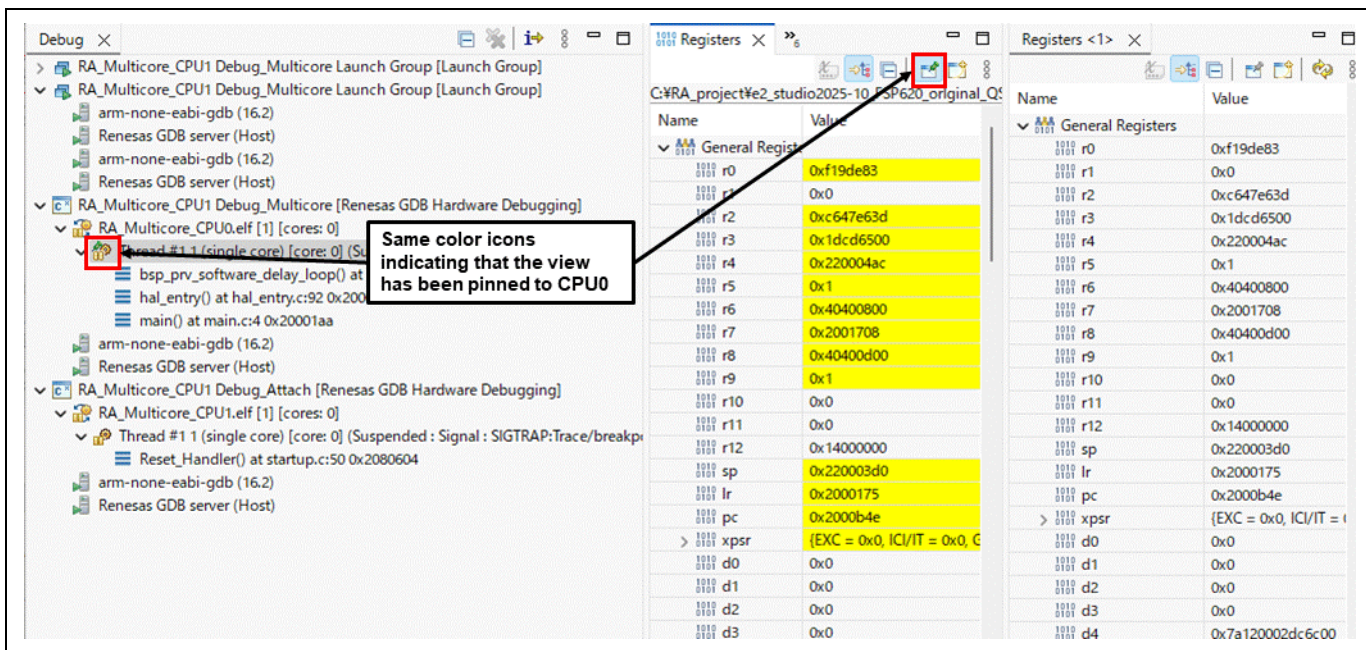 Debug
RA_Multicore_CPU1 Debug_Multicore Launch Group [Launch Group]
RA_Multicore_CPU1 Debug_Multicore Launch Group [Launch Group]
arm-none-eabi-gdb (16.2)
Renesas GDB server (Host)
arm-none-eabi-gdb (16.2)
Renesas GDB server (Host)
RA_Multicore_CPU1 Debug_Multicore [Renesas GDB Hardware Debugging]
RA_Multicore_CPU0.elf [1] [cores: 0]
Thread #1 1 (single core) [core: 0] (Su
bsp_prv_software_delay_loop() at
hal_entry() at hal_entry.c:92 0x200
main() at main.c:4 0x20001aa
arm-none-eabi-gdb (16.2)
Renesas GDB server (Host)
RA_Multicore_CPU1 Debug_Attach [Renesas GDB Hardware Debugging]
RA_Multicore_CPU1.elf [1] [cores: 0]
Thread #1 1 (single core) [core: 0] (Suspended : Signal : SIGTRAP:Trace/breakp
Reset_Handler() at startup.c:50 0x2080604
arm-none-eabi-gdb (16.2)
Renesas GDB server (Host)
Same color icons
indicating that the view
has been pinned to CPU0
Registers
6
C:¥RA_project¥e2_studio2025-10_FSP620_original_QS
Name Value
General Registe
r0 0xf19de83
r1 0x0
r2 0xc647e63d
r3 0x1dcd6500
r4 0x220004ac
r5 0x1
r6 0x40400800
r7 0x2001708
r8 0x40400d00
r9 0x1
r10 0x0
r11 0x0
r12 0x14000000
sp 0x220003d0
lr 0x2000175
pc 0x2000b4e
xpsr {EXC = 0x0, ICI/IT = 0x0, G
d0 0x0
d1 0x0
d2 0x0
d3 0x0
Registers <1>
Name Value
General Registers
r0 0xf19de83
r1 0x0
r2 0xc647e63d
r3 0x1dcd6500
r4 0x220004ac
r5 0x1
r6 0x40400800
r7 0x2001708
r8 0x40400d00
r9 0x1
r10 0x0
r11 0x0
r12 0x14000000
sp 0x220003d0
lr 0x2000175
pc 0x2000b4e
xpsr {EXC = 0x0, ICI/IT =
d0 0x0
d1 0x0
d2 0x0
d3 0x0
d4 0x7a120002dc6c00